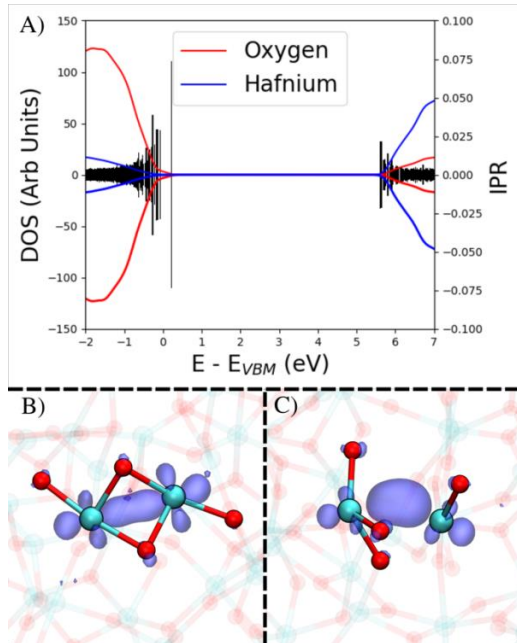 A)
Oxygen
Hafnium
DOS (Arb Units)
150
100
50
0
−50
−100
−150
0.100
0.075
0.050
0.025
0.000
−0.025
−0.050
−0.075
−0.100
IPR
−2 −1 0 1 2 3 4 5 6 7
E - E_VBM (eV)
B)
C)